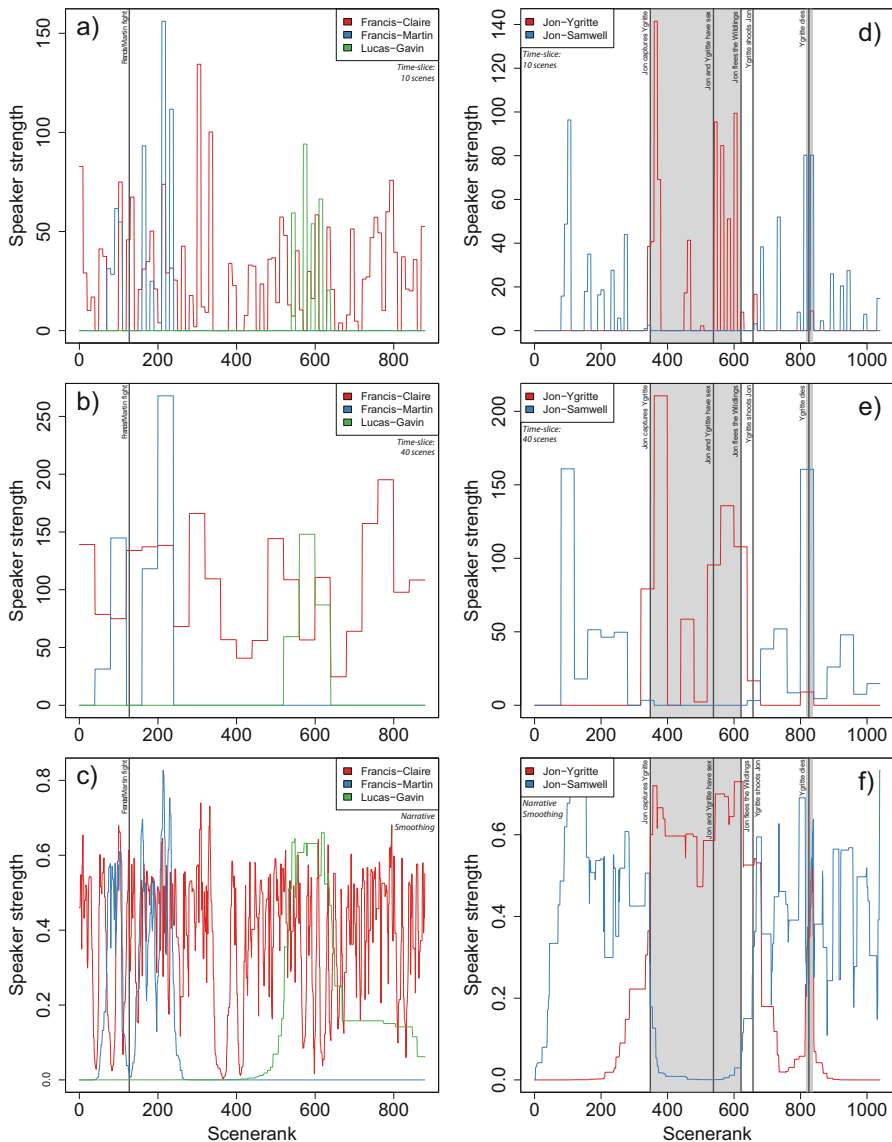 a)
Francis−Claire
Francis−Martin
Lucas−Gavin
Time-slice:
10 scenes
Francis/Martin fight
Speaker strength
0 50 100 150
0 200 400 600 800
d)
Jon−Ygritte
Jon−Samwell
Time-slice:
10 scenes
Jon captures Ygritte
Jon and Ygritte have sex
Jon flees the Wildlings
Ygritte shoots Jon
Ygritte dies
Speaker strength
0 20 40 60 80 100 120 140
0 200 400 600 800 1000
b)
Francis−Claire
Francis−Martin
Lucas−Gavin
Time-slice:
40 scenes
Francis/Martin fight
Speaker strength
0 50 100 150 200 250
0 200 400 600 800
e)
Jon−Ygritte
Jon−Samwell
Time-slice:
40 scenes
Jon captures Ygritte
Jon and Ygritte have sex
Jon flees the Wildlings
Ygritte shoots Jon
Ygritte dies
Speaker strength
0 50 100 150 200
0 200 400 600 800 1000
c)
Francis−Claire
Francis−Martin
Lucas−Gavin
Narrative
Smoothing
Francis/Martin fight
Speaker strength
0.0 0.2 0.4 0.6 0.8
0 200 400 600 800
Scenerank
f)
Jon−Ygritte
Jon−Samwell
Narrative
Smoothing
Jon captures Ygritte
Jon and Ygritte have sex
Jon flees the Wildlings
Ygritte shoots Jon
Ygritte dies
Speaker strength
0.0 0.2 0.4 0.6
0 200 400 600 800 1000
Scenerank